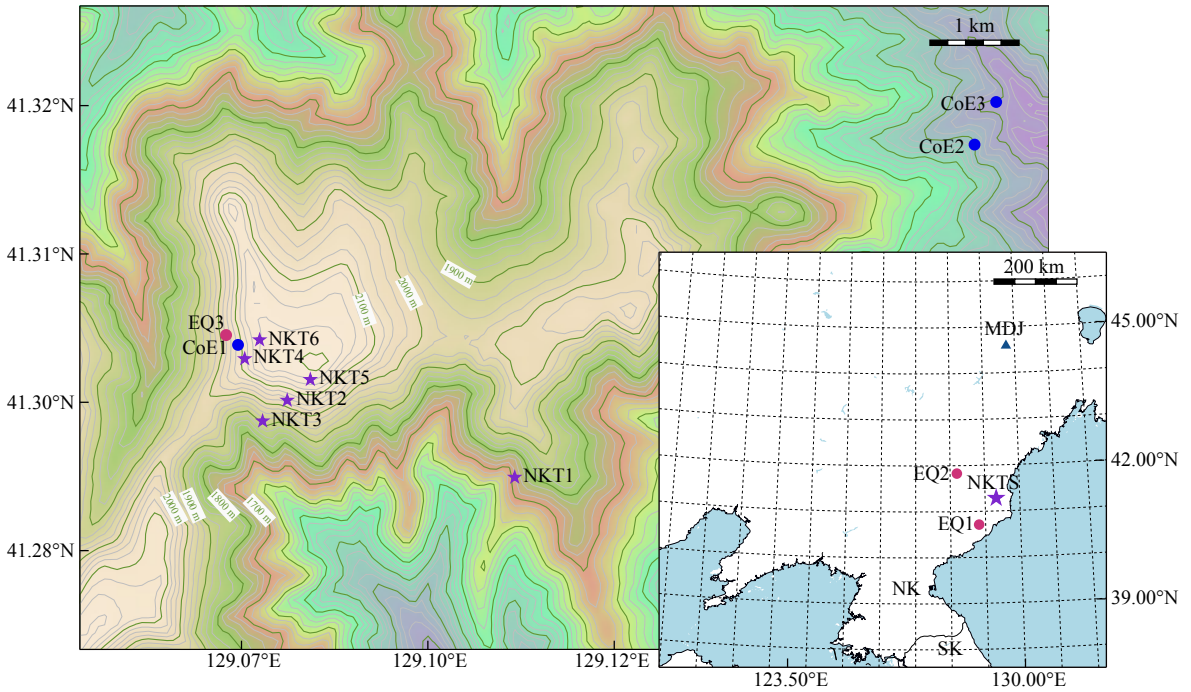 1 km
41.32°N
CoE3
CoE2
41.31°N
1900 m
2000 m
2100 m
EQ3
CoE1
NKT6
NKT4
NKT5
NKT2
41.30°N
NKT3
NKT1
2000 m
1900 m
1800 m
1700 m
41.28°N
129.07°E
129.10°E
129.12°E
200 km
45.00°N
MDJ
42.00°N
EQ2
NKTS
EQ1
NK
39.00°N
SK
123.50°E
130.00°E